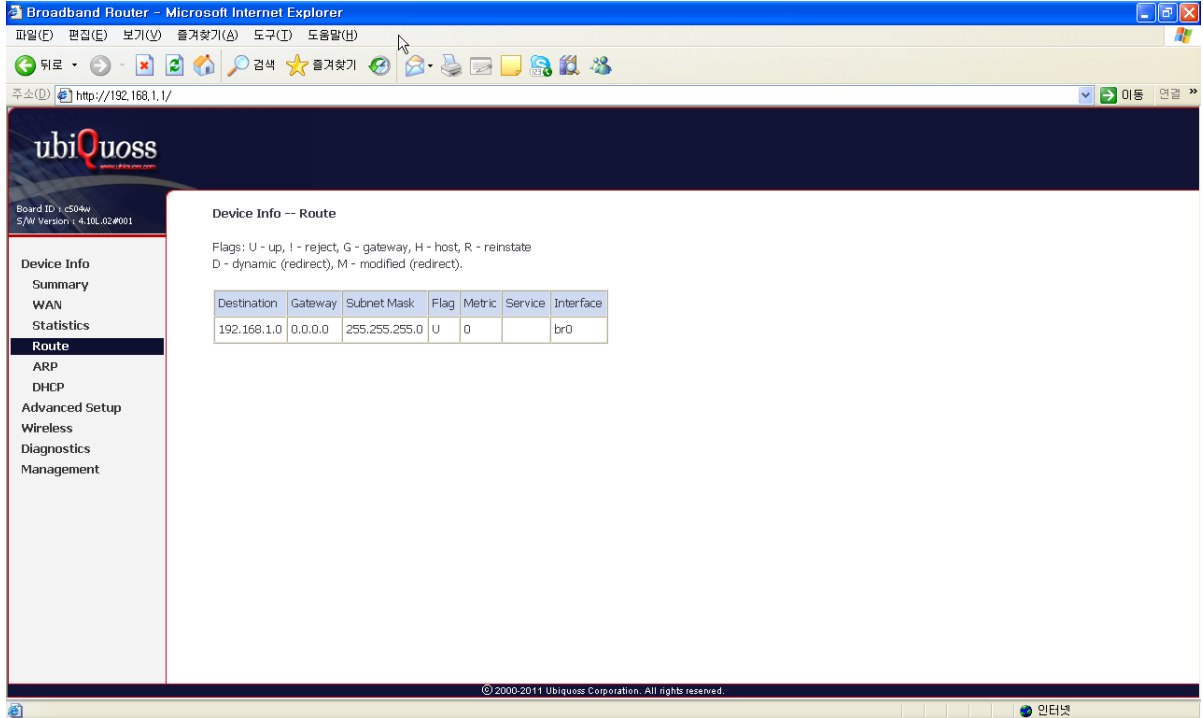 Broadband Router - Microsoft Internet Explorer
파일(F) 편집(E) 보기(V) 즐겨찾기(A) 도구(T) 도움말(H)
뒤로 검색 즐겨찾기
주소(D) http://192.168.1.1/ 이동 연결 »
ubiQuoss
www.ubiquoss.com
Board ID : c504w
S/W Version : 4.10L.02#001
Device Info
Summary
WAN
Statistics
Route
ARP
DHCP
Advanced Setup
Wireless
Diagnostics
Management
Device Info -- Route
Flags: U - up, ! - reject, G - gateway, H - host, R - reinstate
D - dynamic (redirect), M - modified (redirect).
Destination Gateway Subnet Mask Flag Metric Service Interface
192.168.1.0 0.0.0.0 255.255.255.0 U 0 br0
© 2000-2011 Ubiquoss Corporation. All rights reserved.
인터넷